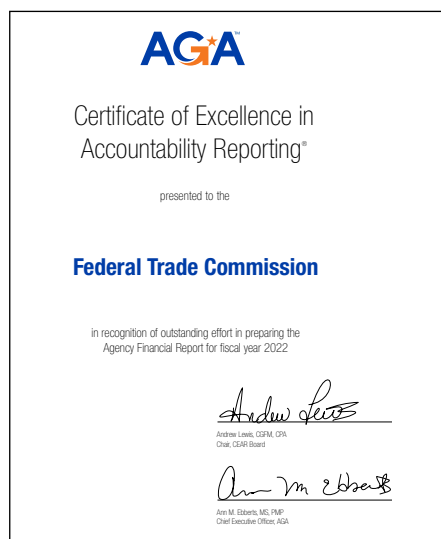 AGA™
Certificate of Excellence in
Accountability Reporting®
presented to the
Federal Trade Commission
in recognition of outstanding effort in preparing the
Agency Financial Report for fiscal year 2022
Andrew Lewis
Andrew Lewis, CGFM, CPA
Chair, CEAR Board
Ann M Ebberts
Ann M. Ebberts, MS, PMP
Chief Executive Officer, AGA